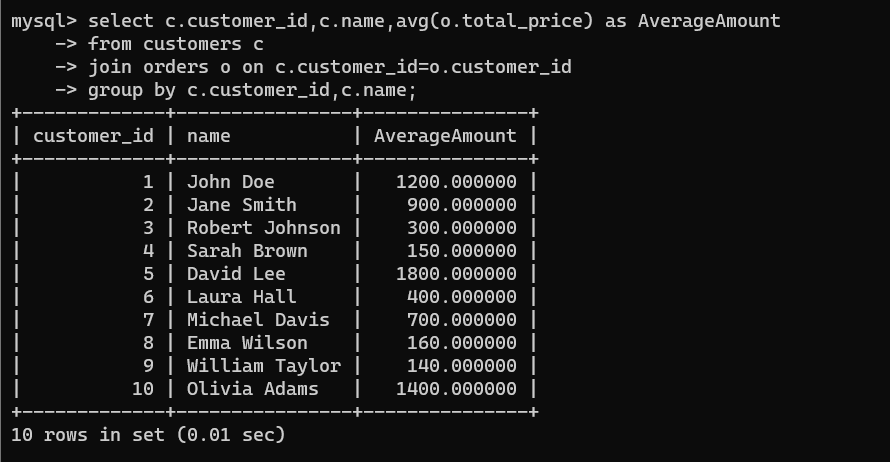 mysql> select c.customer_id,c.name,avg(o.total_price) as AverageAmount
    -> from customers c
    -> join orders o on c.customer_id=o.customer_id
    -> group by c.customer_id,c.name;
+-------------+----------------+---------------+
| customer_id | name           | AverageAmount |
+-------------+----------------+---------------+
|           1 | John Doe       |   1200.000000 |
|           2 | Jane Smith     |    900.000000 |
|           3 | Robert Johnson |    300.000000 |
|           4 | Sarah Brown    |    150.000000 |
|           5 | David Lee      |   1800.000000 |
|           6 | Laura Hall     |    400.000000 |
|           7 | Michael Davis  |    700.000000 |
|           8 | Emma Wilson    |    160.000000 |
|           9 | William Taylor |    140.000000 |
|          10 | Olivia Adams   |   1400.000000 |
+-------------+----------------+---------------+
10 rows in set (0.01 sec)